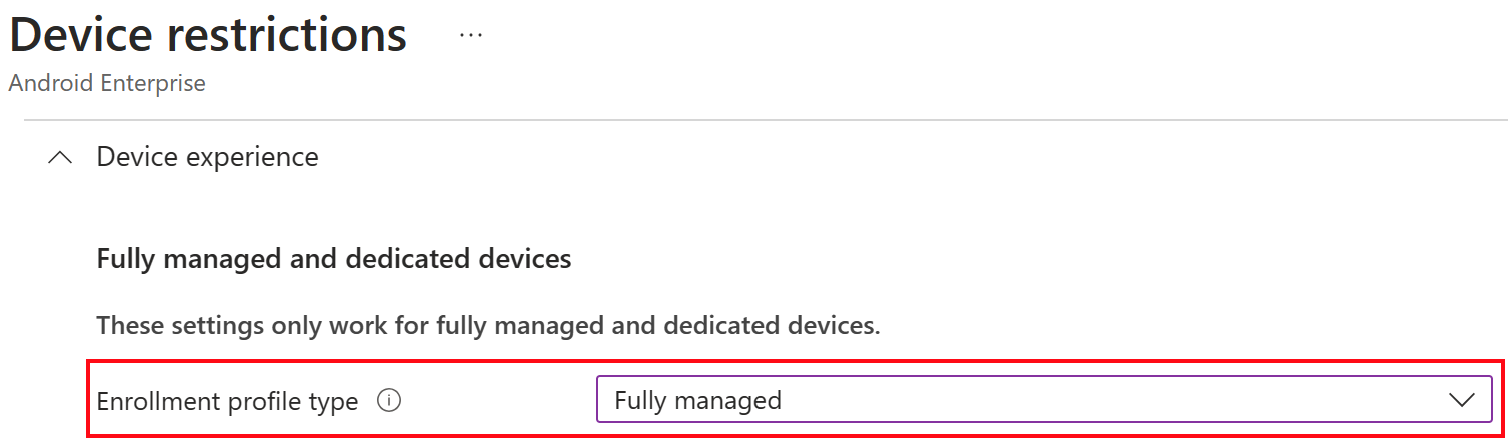 Device restrictions ...
Android Enterprise
Device experience
Fully managed and dedicated devices
These settings only work for fully managed and dedicated devices.
Enrollment profile type
Fully managed